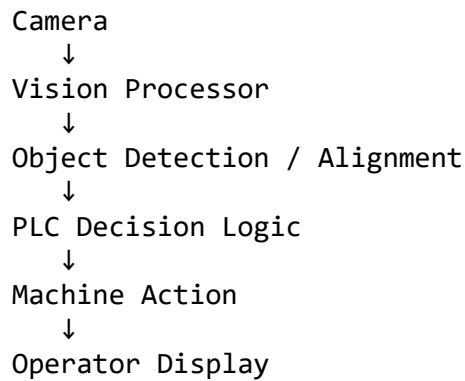 Camera
↓
Vision Processor
↓
Object Detection / Alignment
↓
PLC Decision Logic
↓
Machine Action
↓
Operator Display